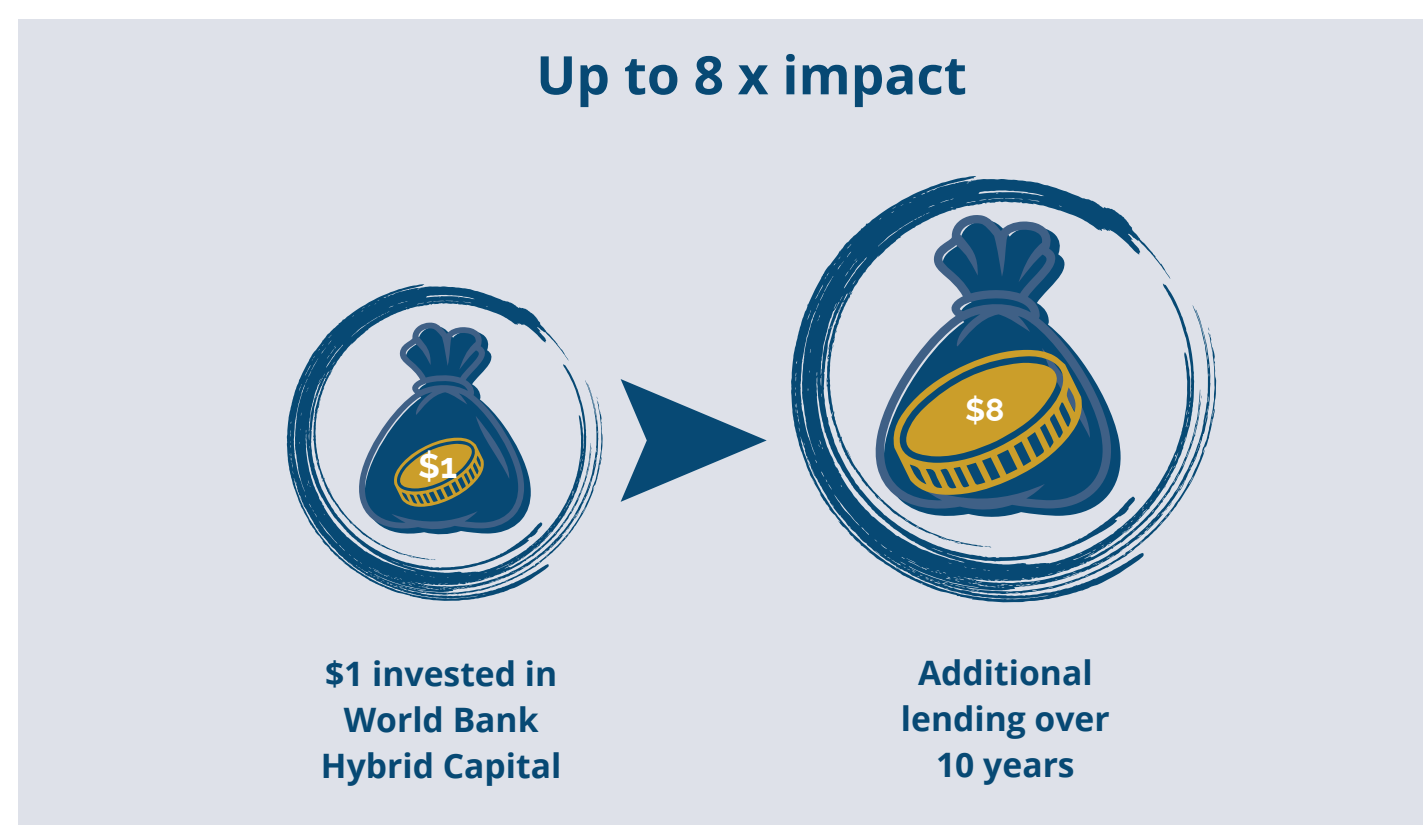 Up to 8 x impact
$1
$8
$1 invested in
World Bank
Hybrid Capital
Additional
lending over
10 years